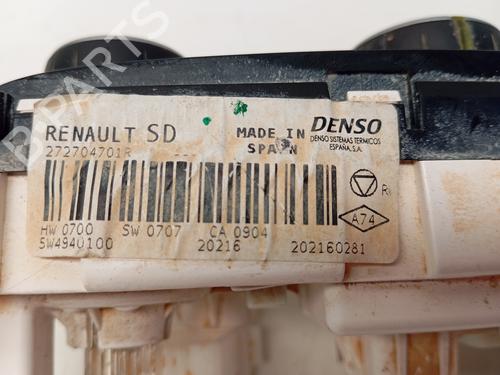 B PARTS
RENAULT SD
272704701R
MADE IN
SPAIN
DENSO
DENSO SISTEMAS TERMICOS
ESPAÑA, S.A.
R
A74
HW 0700 SW 0707 CA 0904
5W4940100 20216 202160281